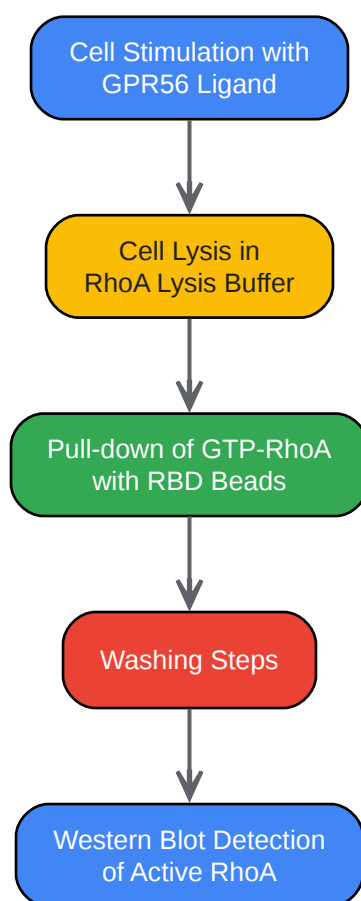 Cell Stimulation with
GPR56 Ligand
Cell Lysis in
RhoA Lysis Buffer
Pull-down of GTP-RhoA
with RBD Beads
Washing Steps
Western Blot Detection
of Active RhoA